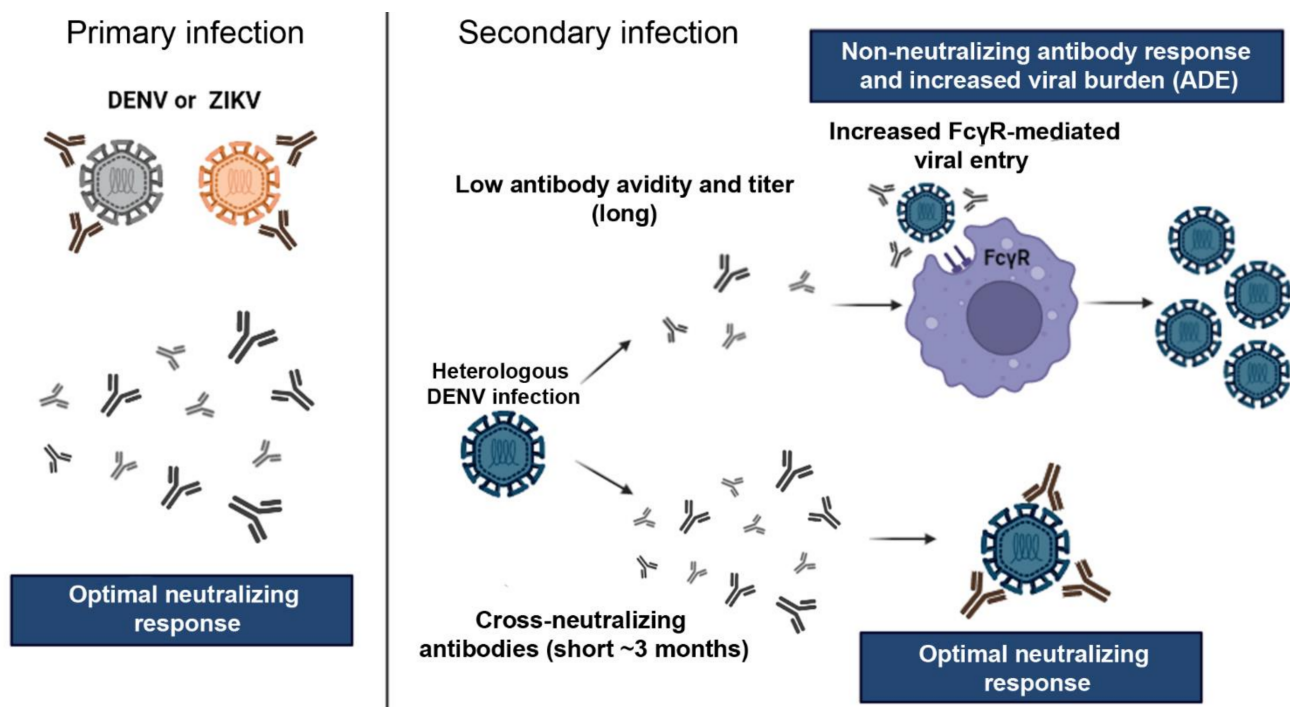 Primary infection
DENV or ZIKV
Optimal neutralizing
response
Secondary infection
Non-neutralizing antibody response
and increased viral burden (ADE)
Increased FcγR-mediated
viral entry
Low antibody avidity and titer
(long)
FcγR
Heterologous
DENV infection
Cross-neutralizing
antibodies (short ~3 months)
Optimal neutralizing
response